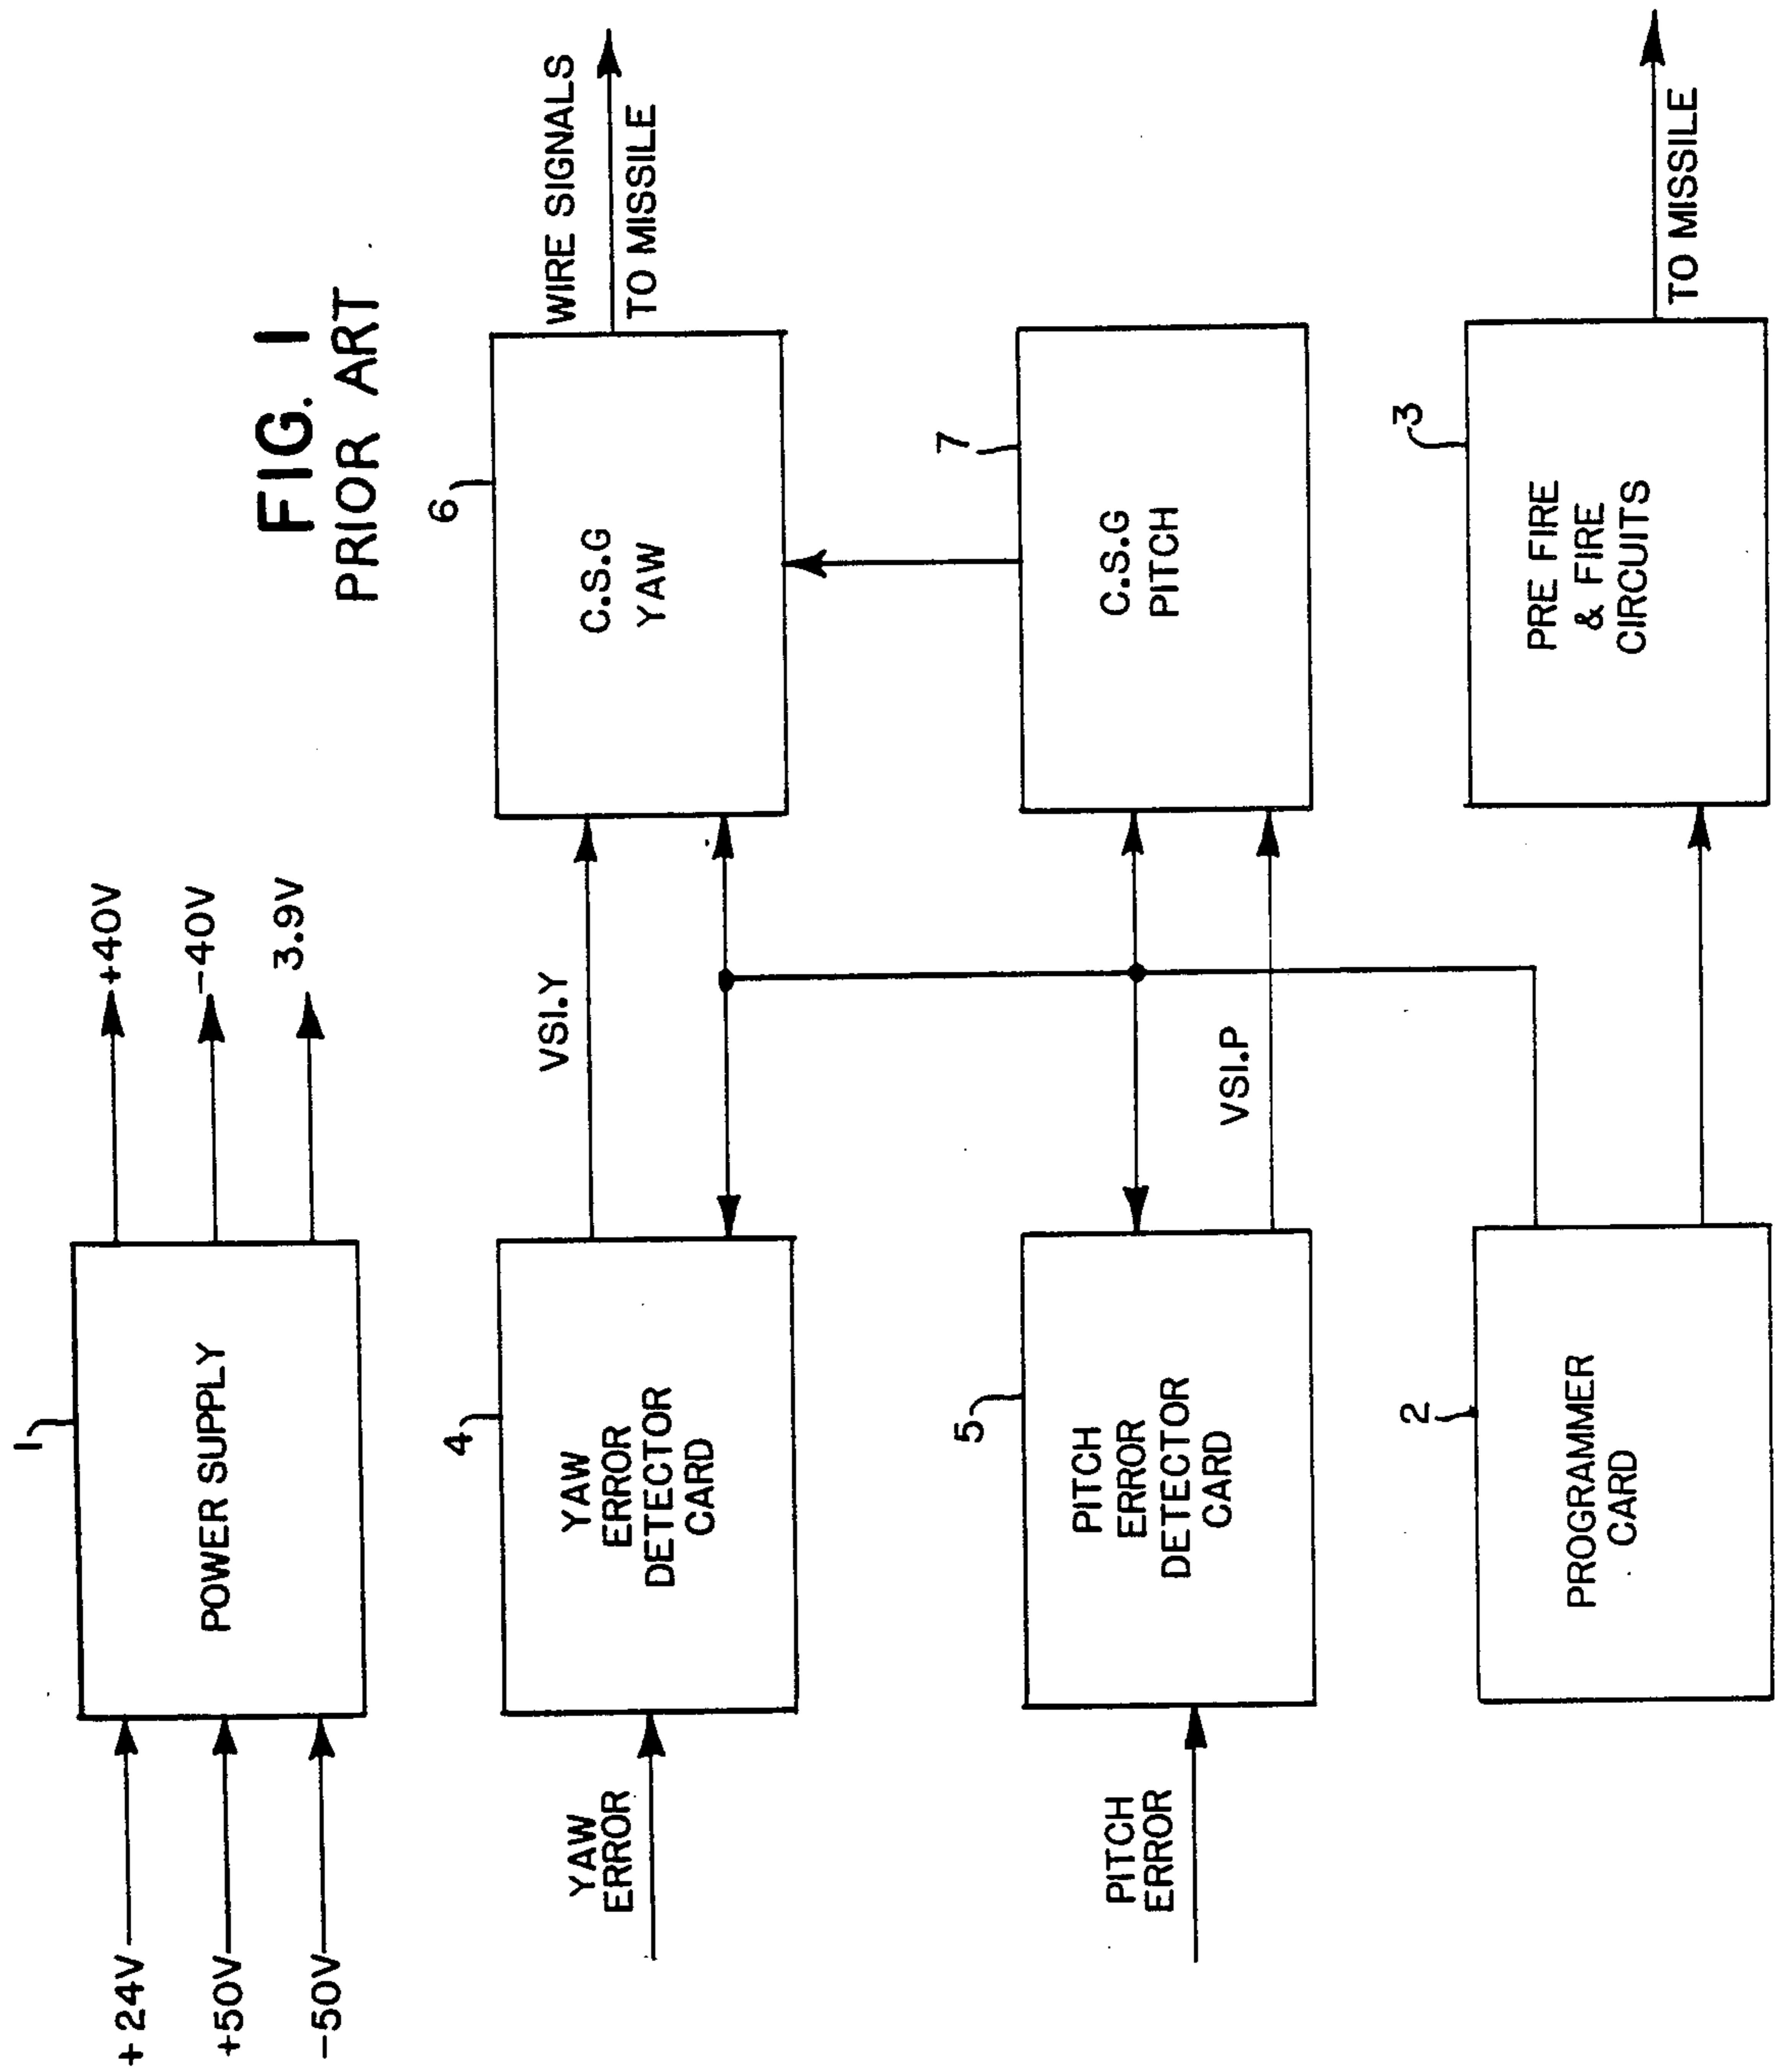 FIG. 1
PRIOR ART
+24V
+50V
-50V
1
POWER SUPPLY
+40V
-40V
3.9V
YAW
ERROR
4
YAW
ERROR
DETECTOR
CARD
VSI.Y
6
C.S.G
YAW
WIRE SIGNALS
TO MISSILE
PITCH
ERROR
5
PITCH
ERROR
DETECTOR
CARD
VSI.P
7
C.S.G
PITCH
2
PROGRAMMER
CARD
3
PRE FIRE
& FIRE
CIRCUITS
TO MISSILE